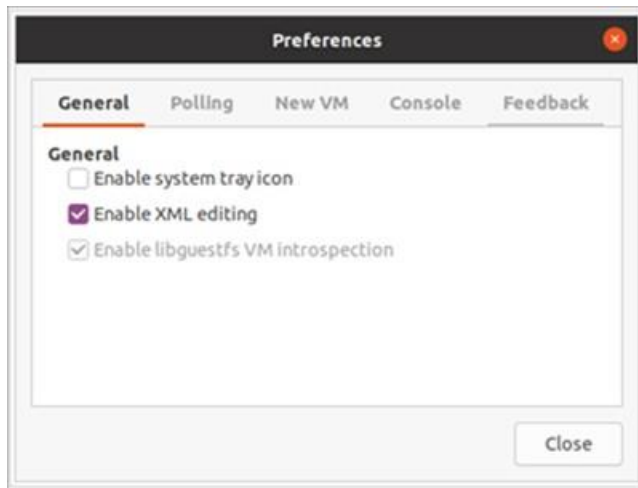 Preferences
General Polling New VM Console Feedback
General
Enable system tray icon
Enable XML editing
Enable libguestfs VM introspection
Close